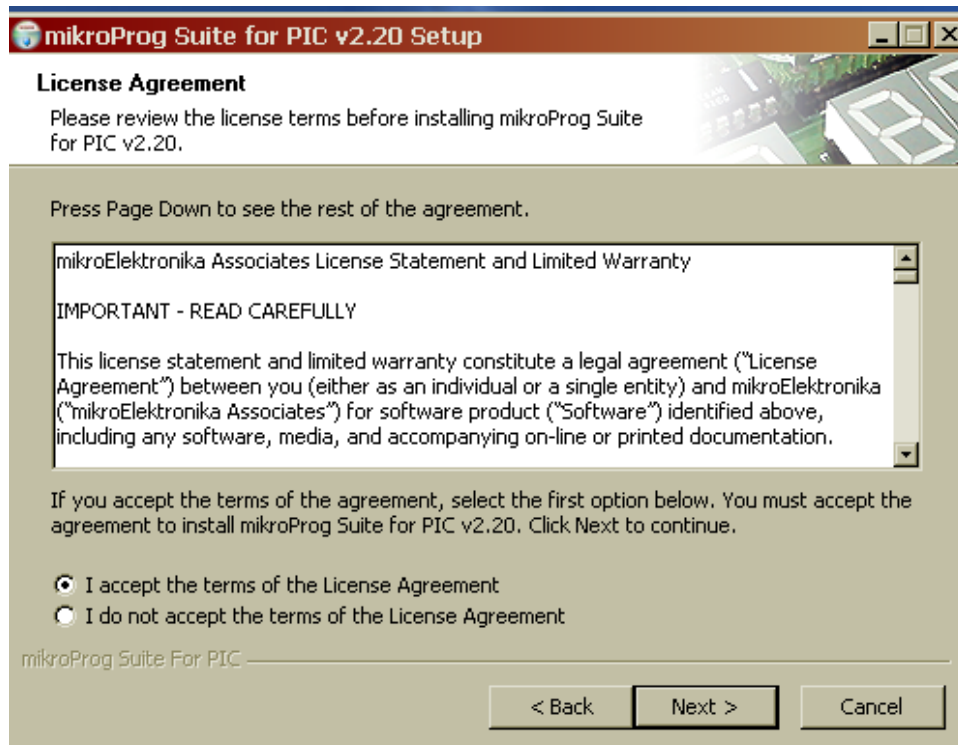 mikroProg Suite for PIC v2.20 Setup
License Agreement
Please review the license terms before installing mikroProg Suite
for PIC v2.20.
Press Page Down to see the rest of the agreement.
mikroElektronika Associates License Statement and Limited Warranty
IMPORTANT - READ CAREFULLY
This license statement and limited warranty constitute a legal agreement (“License
Agreement”) between you (either as an individual or a single entity) and mikroElektronika
(“mikroElektronika Associates”) for software product (“Software”) identified above,
including any software, media, and accompanying on-line or printed documentation.
If you accept the terms of the agreement, select the first option below. You must accept the
agreement to install mikroProg Suite for PIC v2.20. Click Next to continue.
I accept the terms of the License Agreement
I do not accept the terms of the License Agreement
mikroProg Suite For PIC
< Back Next > Cancel